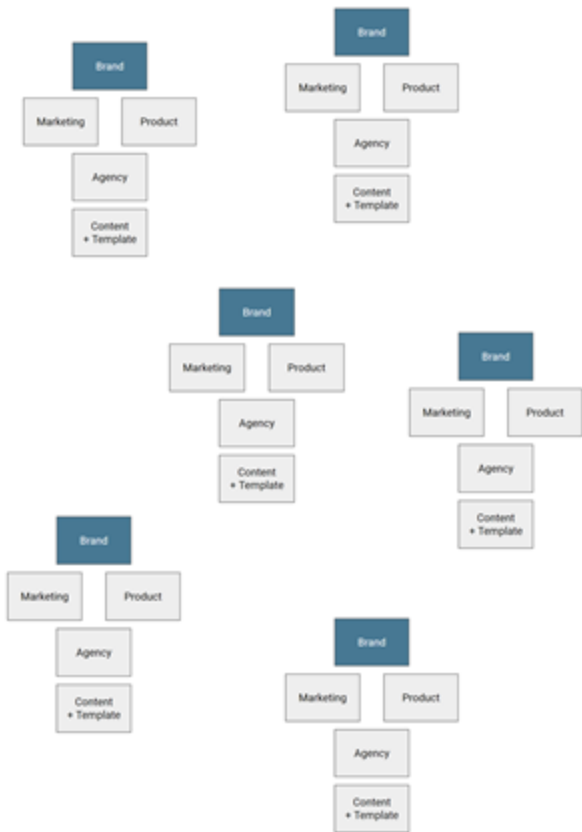 Brand
Marketing
Product
Agency
Content
+ Template
Brand
Marketing
Product
Agency
Content
+ Template
Brand
Marketing
Product
Agency
Content
+ Template
Brand
Marketing
Product
Agency
Content
+ Template
Brand
Marketing
Product
Agency
Content
+ Template
Brand
Marketing
Product
Agency
Content
+ Template